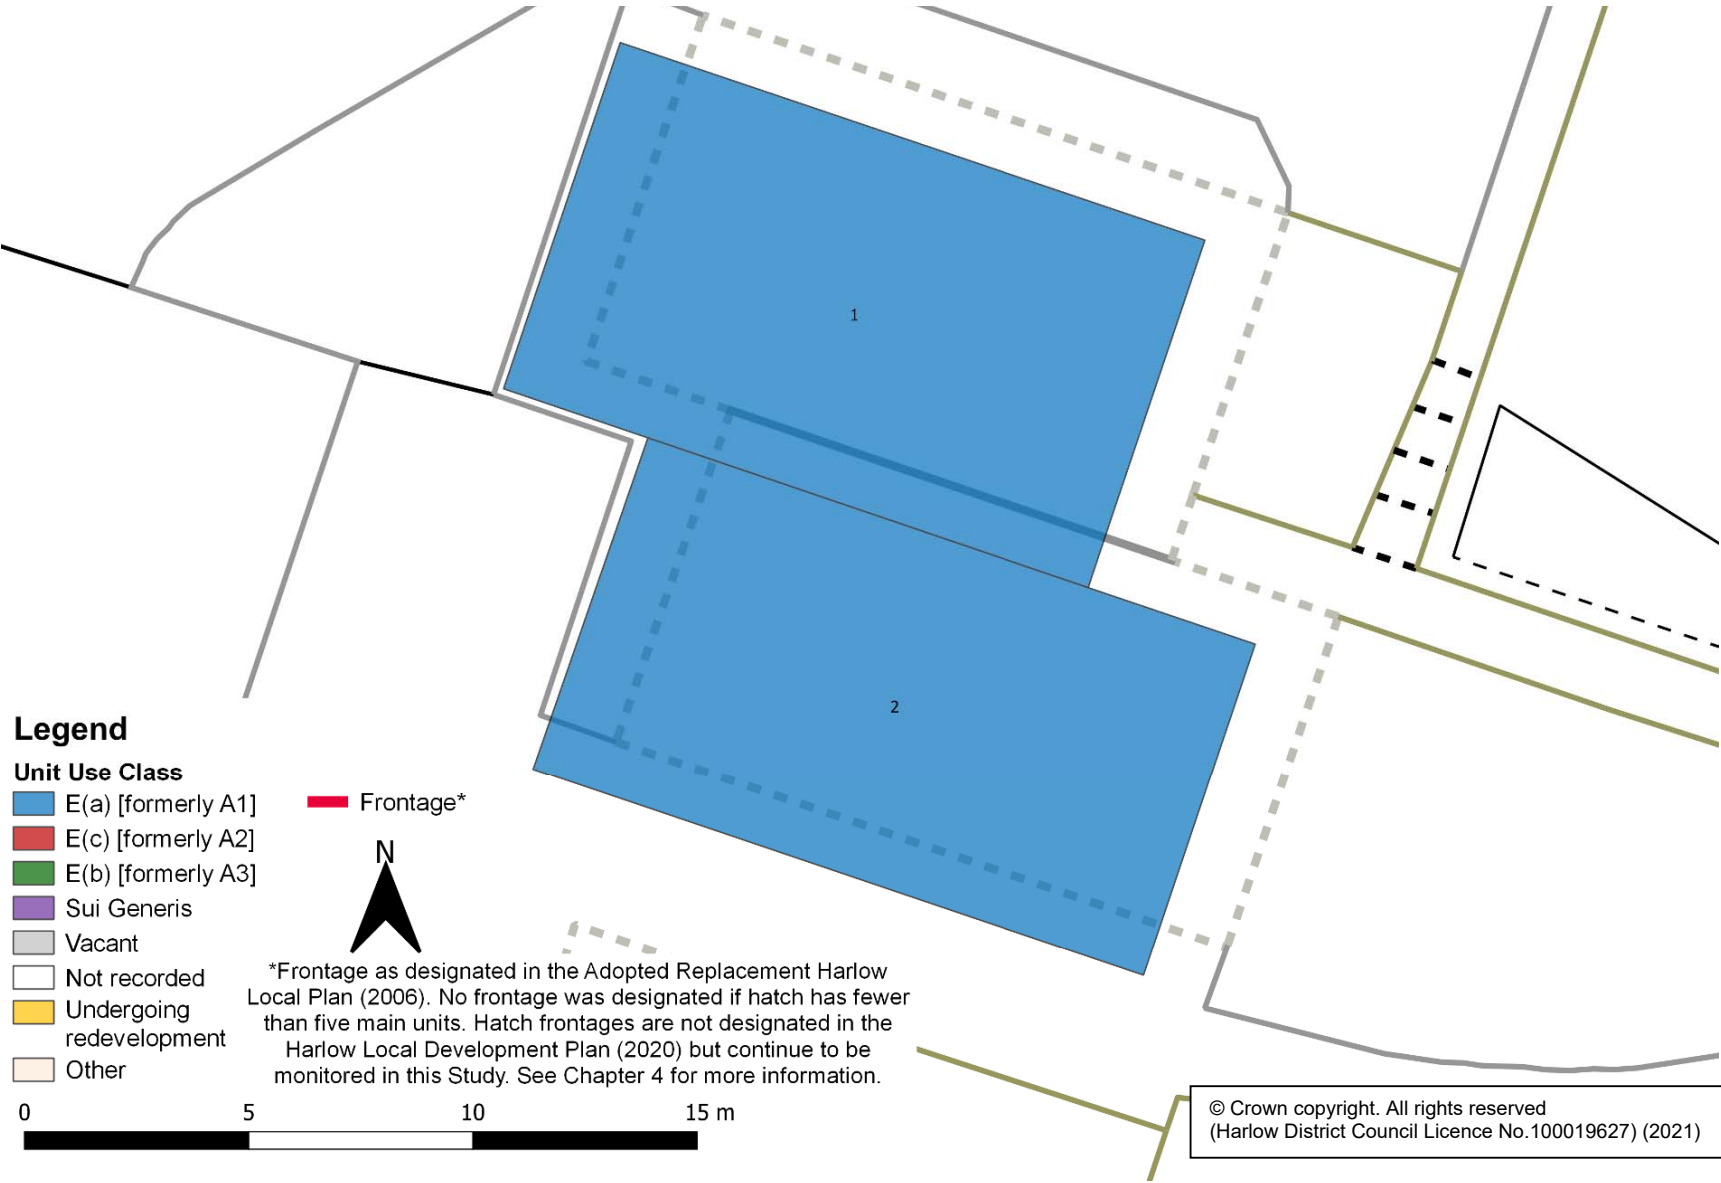 1
2
Legend
Unit Use Class
E(a) [formerly A1]
E(c) [formerly A2]
E(b) [formerly A3]
Sui Generis
Vacant
Not recorded
Undergoing
redevelopment
Other
Frontage*
N
*Frontage as designated in the Adopted Replacement Harlow
Local Plan (2006). No frontage was designated if hatch has fewer
than five main units. Hatch frontages are not designated in the
Harlow Local Development Plan (2020) but continue to be
monitored in this Study. See Chapter 4 for more information.
0 5 10 15 m
© Crown copyright. All rights reserved
(Harlow District Council Licence No.100019627) (2021)